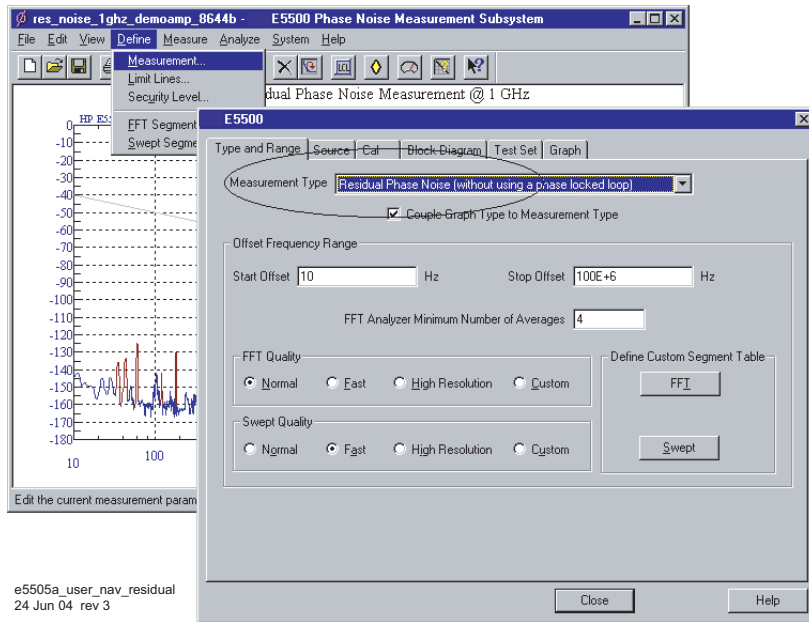 res_noise_1ghz_demoamp_8644b - E5500 Phase Noise Measurement Subsystem
File Edit View Define Measure Analyze System Help
Measurement...
Limit Lines...
Security Level...
FFT Segment
Swept Segme
dual Phase Noise Measurement @ 1 GHz
HP E5
0
-10
-20
-30
-40
-50
-60
-70
-80
-90
-100
-110
-120
-130
-140
-150
-160
-170
-180
10
100
Edit the current measurement param
E5500
Type and Range Source Cal Block Diagram Test Set Graph
Measurement Type Residual Phase Noise (without using a phase locked loop)
Couple Graph Type to Measurement Type
Offset Frequency Range
Start Offset 10 Hz Stop Offset 100E+6 Hz
FFT Analyzer Minimum Number of Averages 4
FFT Quality
Normal Fast High Resolution Custom
Swept Quality
Normal Fast High Resolution Custom
Define Custom Segment Table
FFT
Swept
Close Help
e5505a_user_nav_residual
24 Jun 04 rev 3